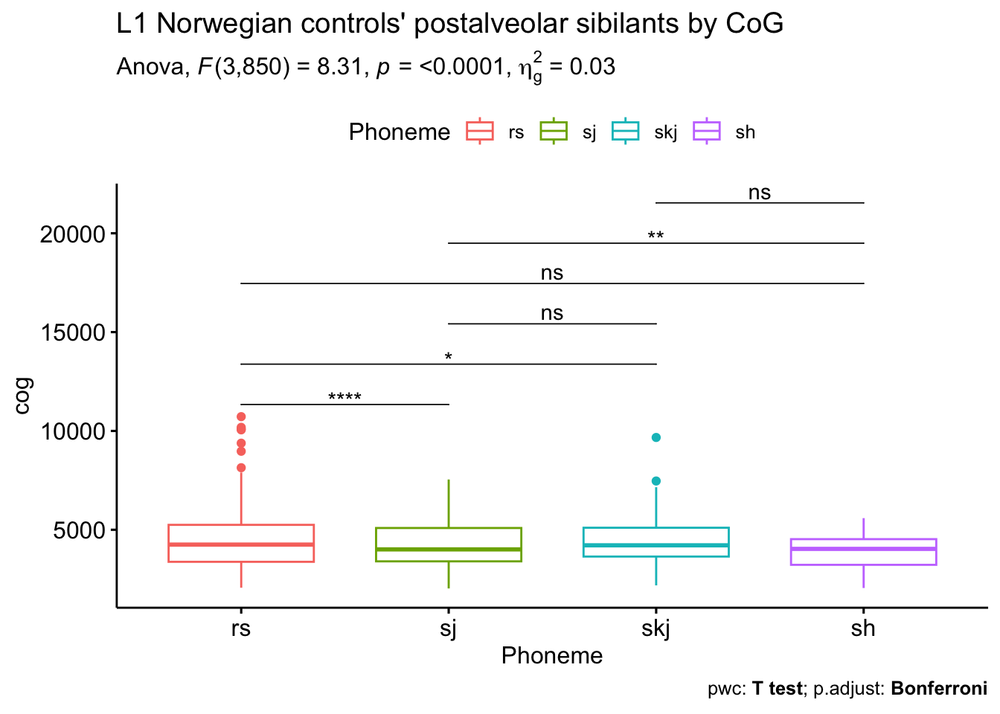 L1 Norwegian controls' postalveolar sibilants by CoG
Anova, F(3,850) = 8.31, p = <0.0001, η²g = 0.03
Phoneme rs sj skj sh
ns
**
ns
ns
*
****
20000
15000
10000
5000
cog
rs sj skj sh
Phoneme
pwc: T test; p.adjust: Bonferroni